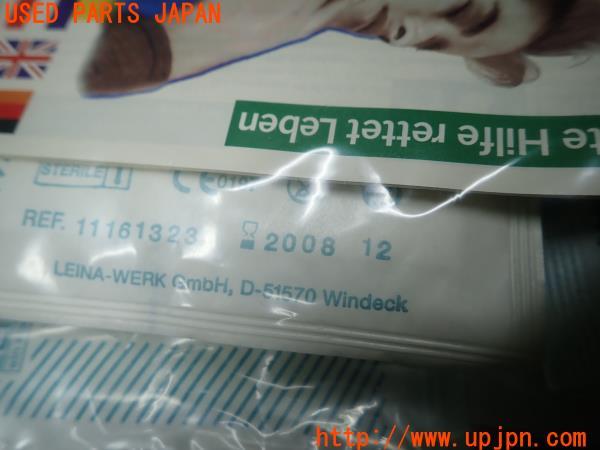 USED PARTS JAPAN
te Hilfe rettet Leben
STERILE
REF. 11161323 2008 12
LEINA-WERK GmbH, D-51570 Windeck
http://www.upjpn.com